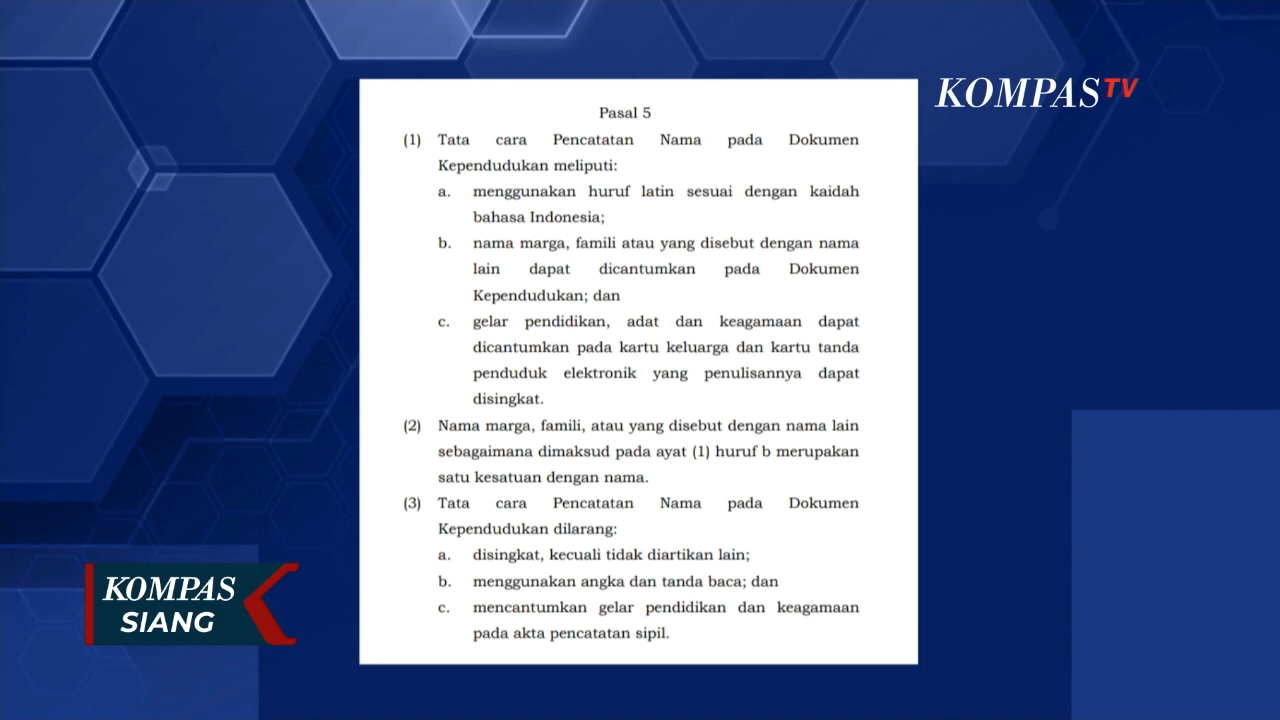 KOMPAS TV
Pasal 5
(1) Tata cara Pencatatan Nama pada Dokumen
Kependudukan meliputi:
a. menggunakan huruf latin sesuai dengan kaidah
bahasa Indonesia;
b. nama marga, famili atau yang disebut dengan nama
lain dapat dicantumkan pada Dokumen
Kependudukan; dan
c. gelar pendidikan, adat dan keagamaan dapat
dicantumkan pada kartu keluarga dan kartu tanda
penduduk elektronik yang penulisannya dapat
disingkat.
(2) Nama marga, famili, atau yang disebut dengan nama lain
sebagaimana dimaksud pada ayat (1) huruf b merupakan
satu kesatuan dengan nama.
(3) Tata cara Pencatatan Nama pada Dokumen
Kependudukan dilarang:
a. disingkat, kecuali tidak diartikan lain;
b. menggunakan angka dan tanda baca; dan
c. mencantumkan gelar pendidikan dan keagamaan
pada akta pencatatan sipil.
KOMPAS
SIANG